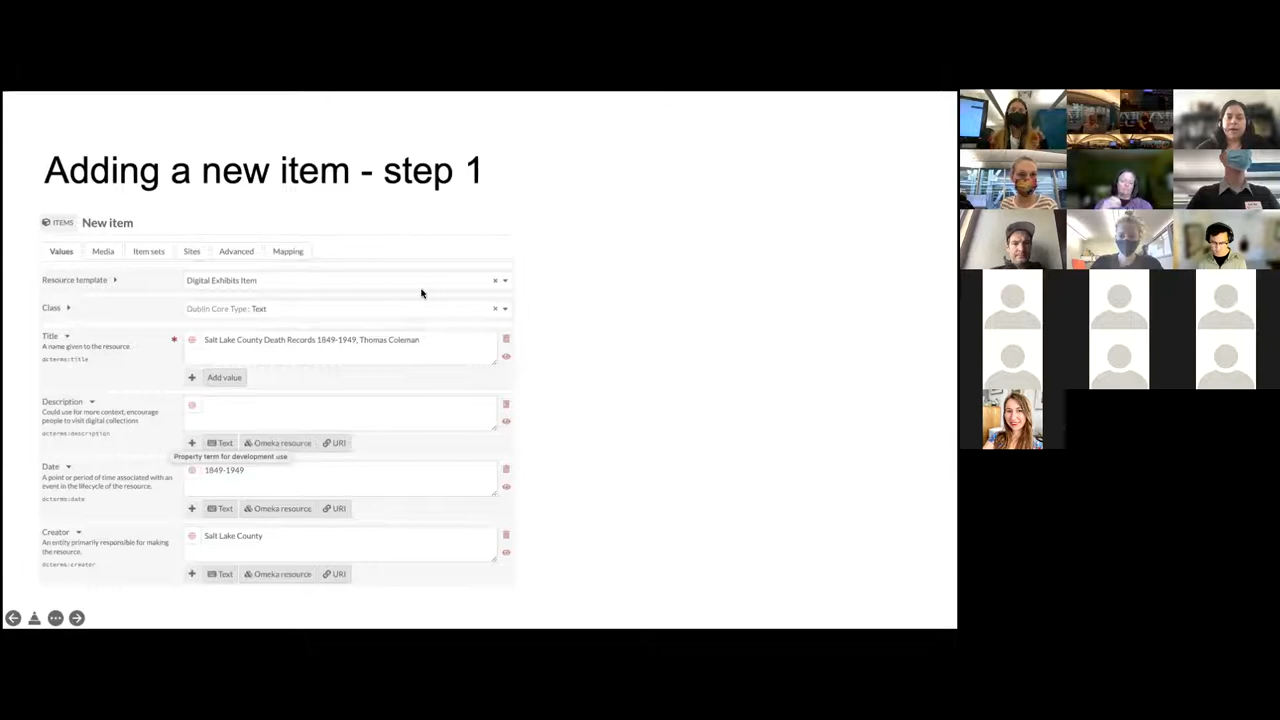 Adding a new item - step 1
ITEMS New item
Values Media Item sets Sites Advanced Mapping
Resource template Digital Exhibits Item
Class Dublin Core Type: Text
Title
A name given to the resource.
dcterms:title
* Salt Lake County Death Records 1849-1949, Thomas Coleman
+ Add value
Description
Could use for more context, encourage
people to visit digital collections
dcterms:description
+ Text Omeka resource URI
Property term for development use
Date
A point or period of time associated with an
event in the lifecycle of the resource.
dcterms:date
1849-1949
+ Text Omeka resource URI
Creator
An entity primarily responsible for making
the resource.
dcterms:creator
Salt Lake County
+ Text Omeka resource URI